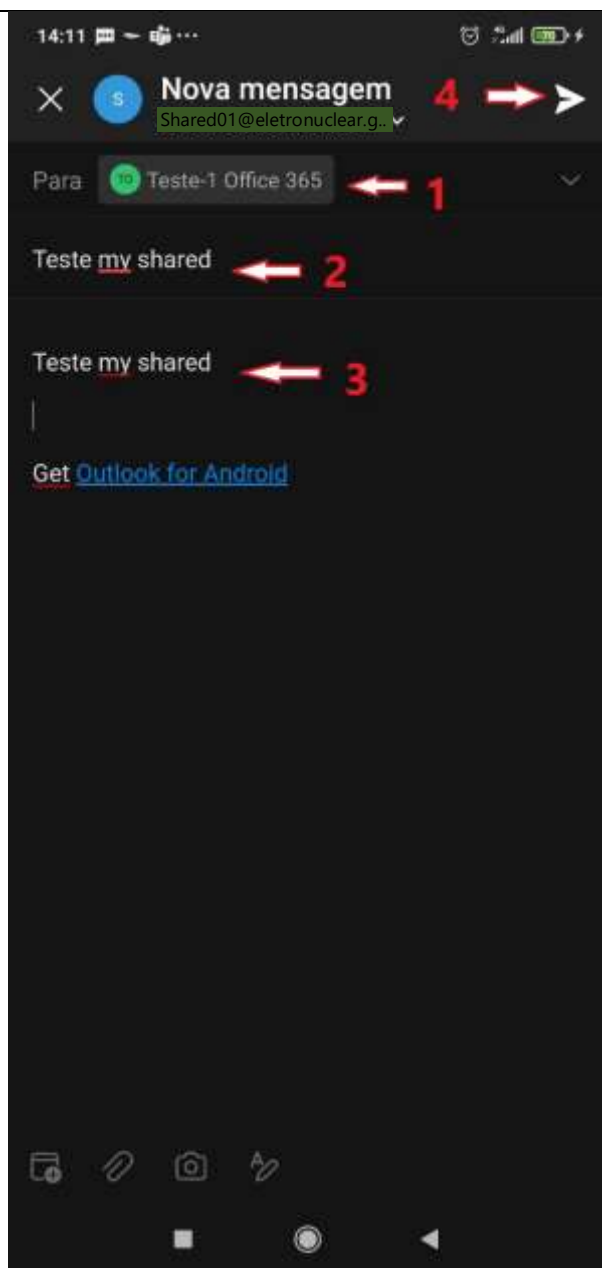 14:11
70
S Nova mensagem 4
Shared01@eletronuclear.g..
Para TO Teste-1 Office 365 1
Teste my shared 2
Teste my shared 3
Get Outlook for Android